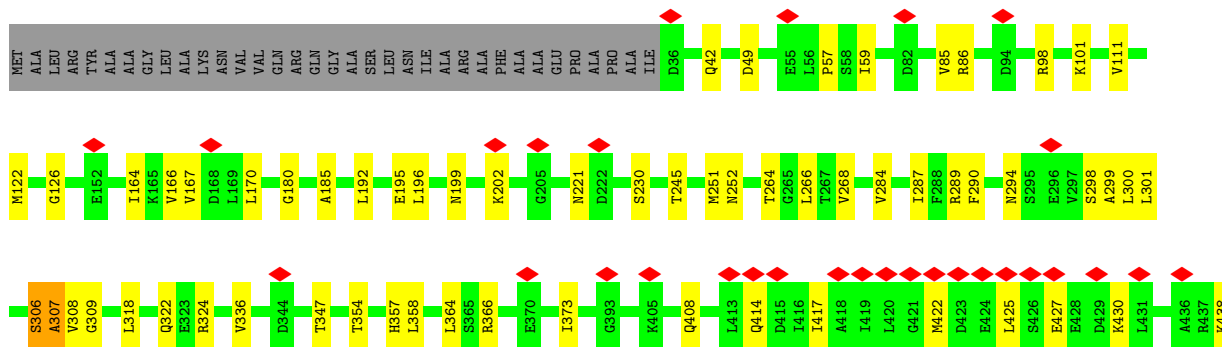 MET ALA LEU ARG TYR ALA ALA GLY LEU ALA LYS ASN VAL VAL GLN ARG GLN GLY ALA SER LEU ASN ILE ALA ARG ALA PHE ALA ALA GLU PRO ALA PRO ALA ILE D36 Q42 D49 E55 L56 P57 S58 I59 D82 V85 R86 D94 R98 K101 V111
M122 G126 E152 I164 K165 V166 V167 D168 L169 L170 G180 A185 L192 E195 L196 N199 K202 G205 N221 D222 S230 T245 M251 N252 T264 G265 L266 T267 V268 V284 I287 F288 R289 F290 N294 S295 E296 V297 S298 A299 L300 L301
S306 A307 V308 G309 L318 Q322 E323 R324 V336 D344 T347 T354 H357 L358 L364 S365 R366 E370 I373 G393 K405 Q408 L413 Q414 D415 I416 I417 A418 I419 L420 G421 M422 D423 E424 L425 S426 E427 E428 D429 K430 L431 A436 R437 K438